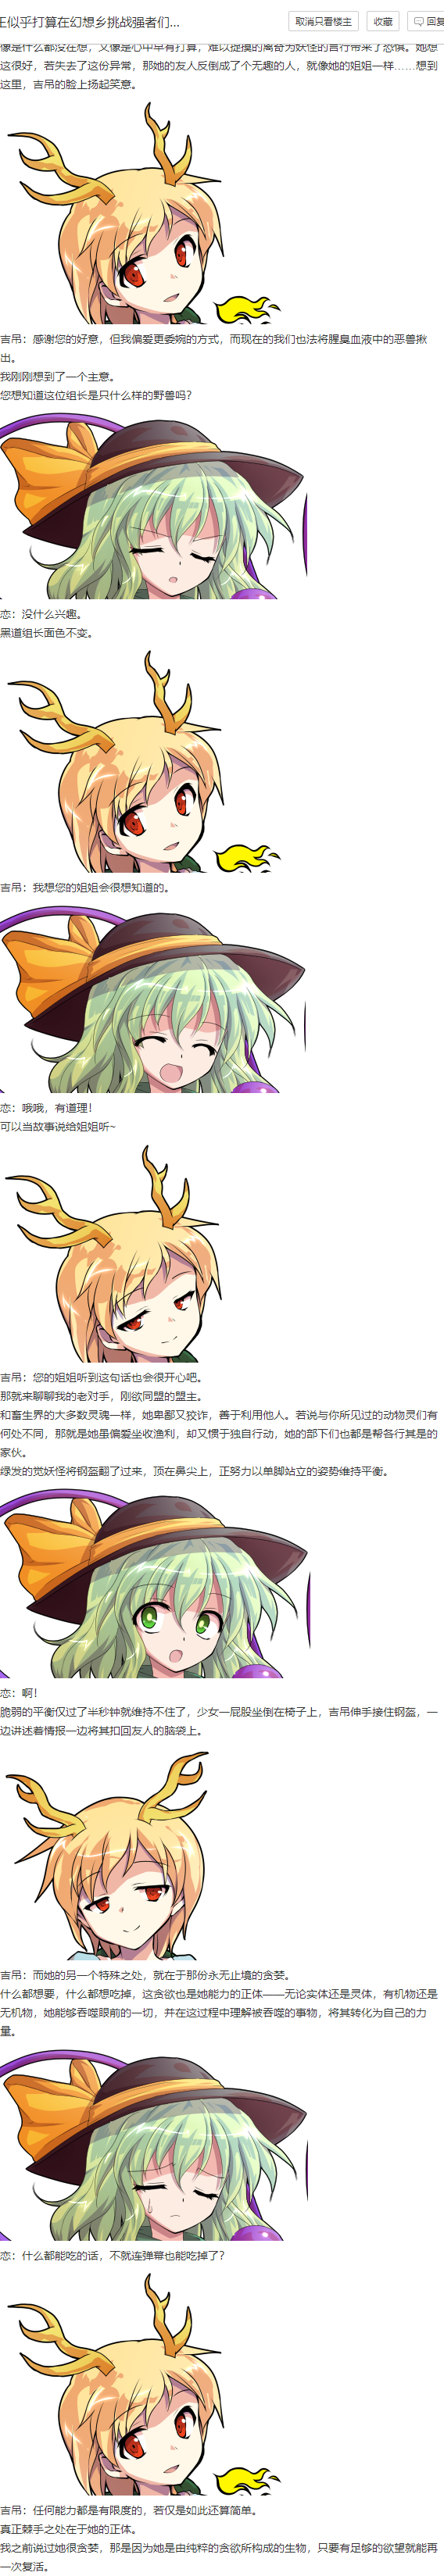 王似乎打算在幻想乡挑战强者们...
取消只看楼主
收藏
回复
像是什么都没在想，又像是心中早有打算，难以捉摸的离奇为妖怪的言行带来了恐惧。她想
这很好，若失去了这份异常，那她的友人反倒成了个无趣的人，就像她的姐姐一样……想到
这里，吉吊的脸上扬起笑意。
吉吊：感谢您的好意，但我偏爱更委婉的方式，而现在的我们也法将腥臭血液中的恶兽揪
出。
我刚刚想到了一个主意。
您想知道这位组长是只什么样的野兽吗？
恋：没什么兴趣。
黑道组长面色不变。
吉吊：我想您的姐姐会很想知道的。
恋：哦哦，有道理！
可以当故事说给姐姐听~
吉吊：您的姐姐听到这句话也会很开心吧。
那就来聊聊我的老对手，刚欲同盟的盟主。
和畜生界的大多数灵魂一样，她卑鄙又狡诈，善于利用他人。若说与你所见过的动物灵们有
何处不同，那就是她虽偏爱坐收渔利，却又惯于独自行动，她的部下们也都是帮各行其是的
家伙。
绿发的觉妖怪将钢盔翻了过来，顶在鼻尖上，正努力以单脚站立的姿势维持平衡。
恋：啊！
脆弱的平衡仅过了半秒钟就维持不住了，少女一屁股坐倒在椅子上，吉吊伸手接住钢盔，一
边讲述着情报一边将其扣回友人的脑袋上。
吉吊：而她的另一个特殊之处，就在于那份永无止境的贪婪。
什么都想要，什么都想吃掉，这贪欲也是她能力的正体——无论实体还是灵体，有机物还是
无机物，她能够吞噬眼前的一切，并在这过程中理解被吞噬的事物，将其转化为自己的力
量。
恋：什么都能吃的话，不就连弹幕也能吃掉了？
吉吊：任何能力都是有限度的，若仅是如此还算简单。
真正棘手之处在于她的正体。
我之前说过她很贪婪，那是因为她是由纯粹的贪欲所构成的生物，只要有足够的欲望就能再
一次复活。